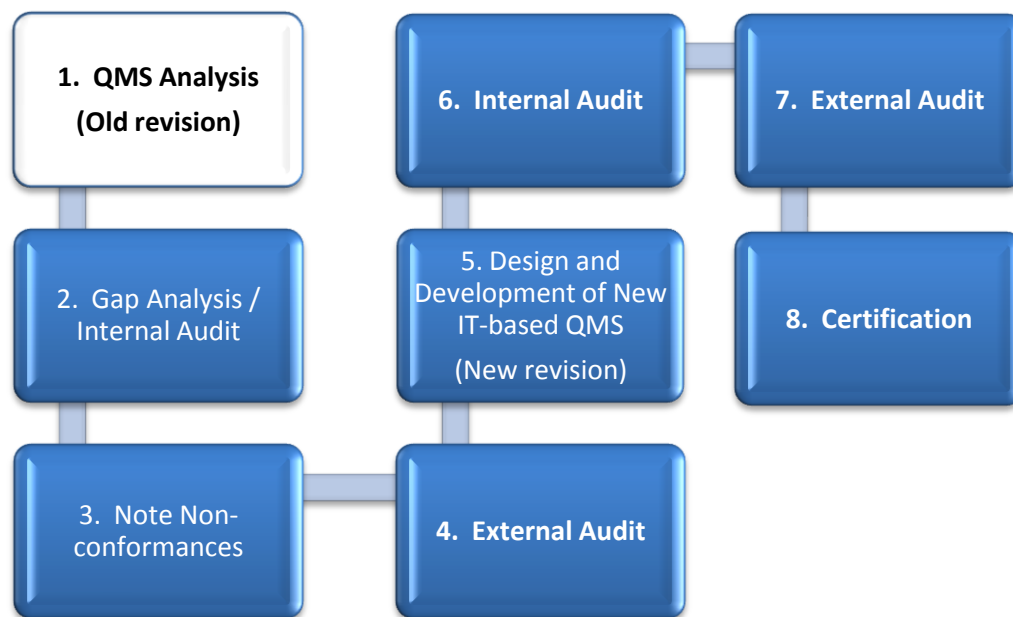 1. QMS Analysis
(Old revision)
2. Gap Analysis /
Internal Audit
3. Note Non-
conformances
4. External Audit
5. Design and
Development of New
IT-based QMS
(New revision)
6. Internal Audit
7. External Audit
8. Certification